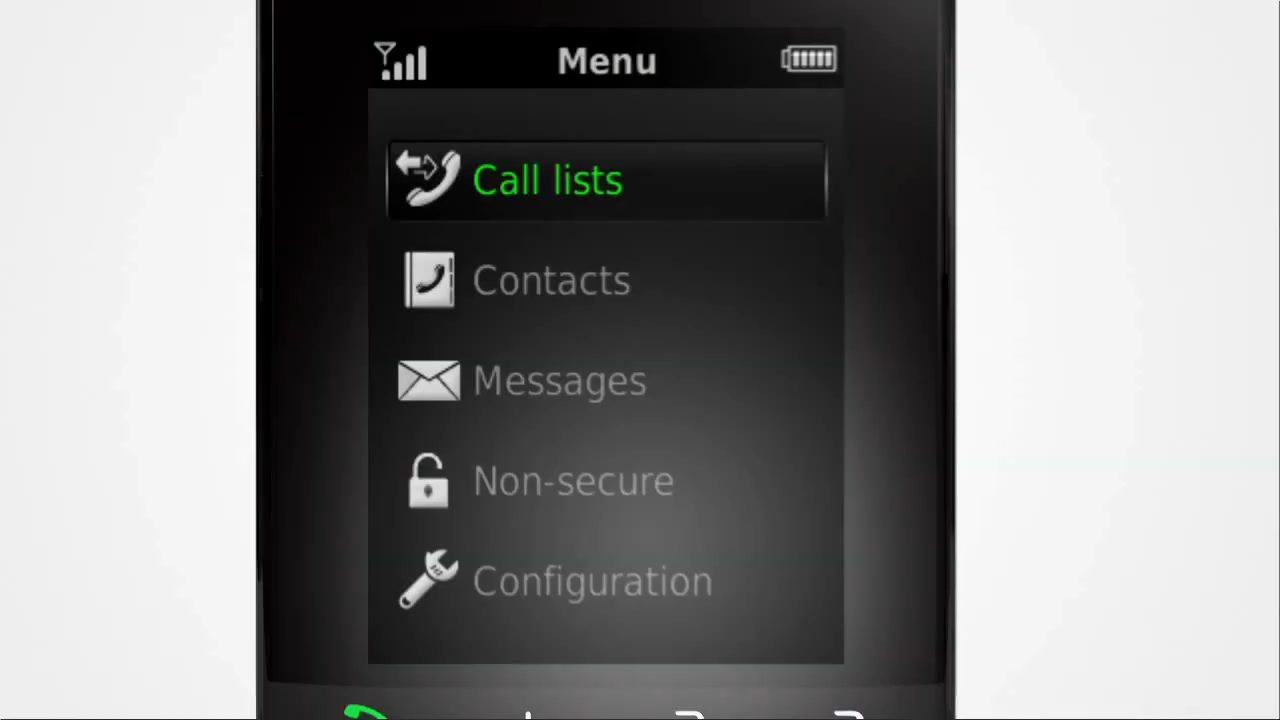 Menu
Call lists
Contacts
Messages
Non-secure
Configuration